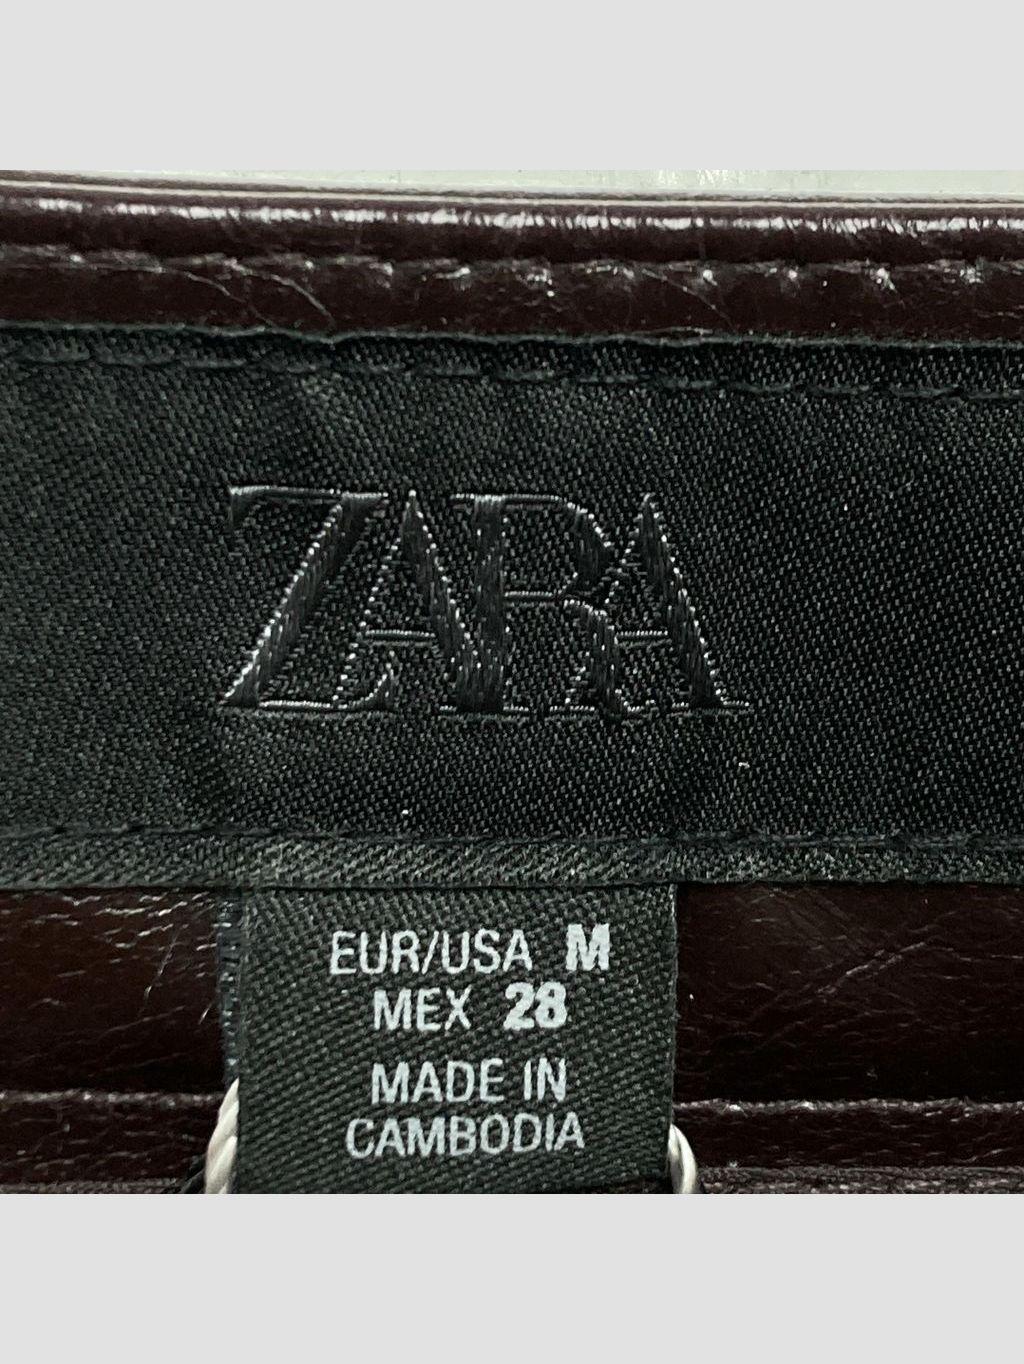 ZARA
EUR/USA M
MEX 28
MADE IN
CAMBODIA